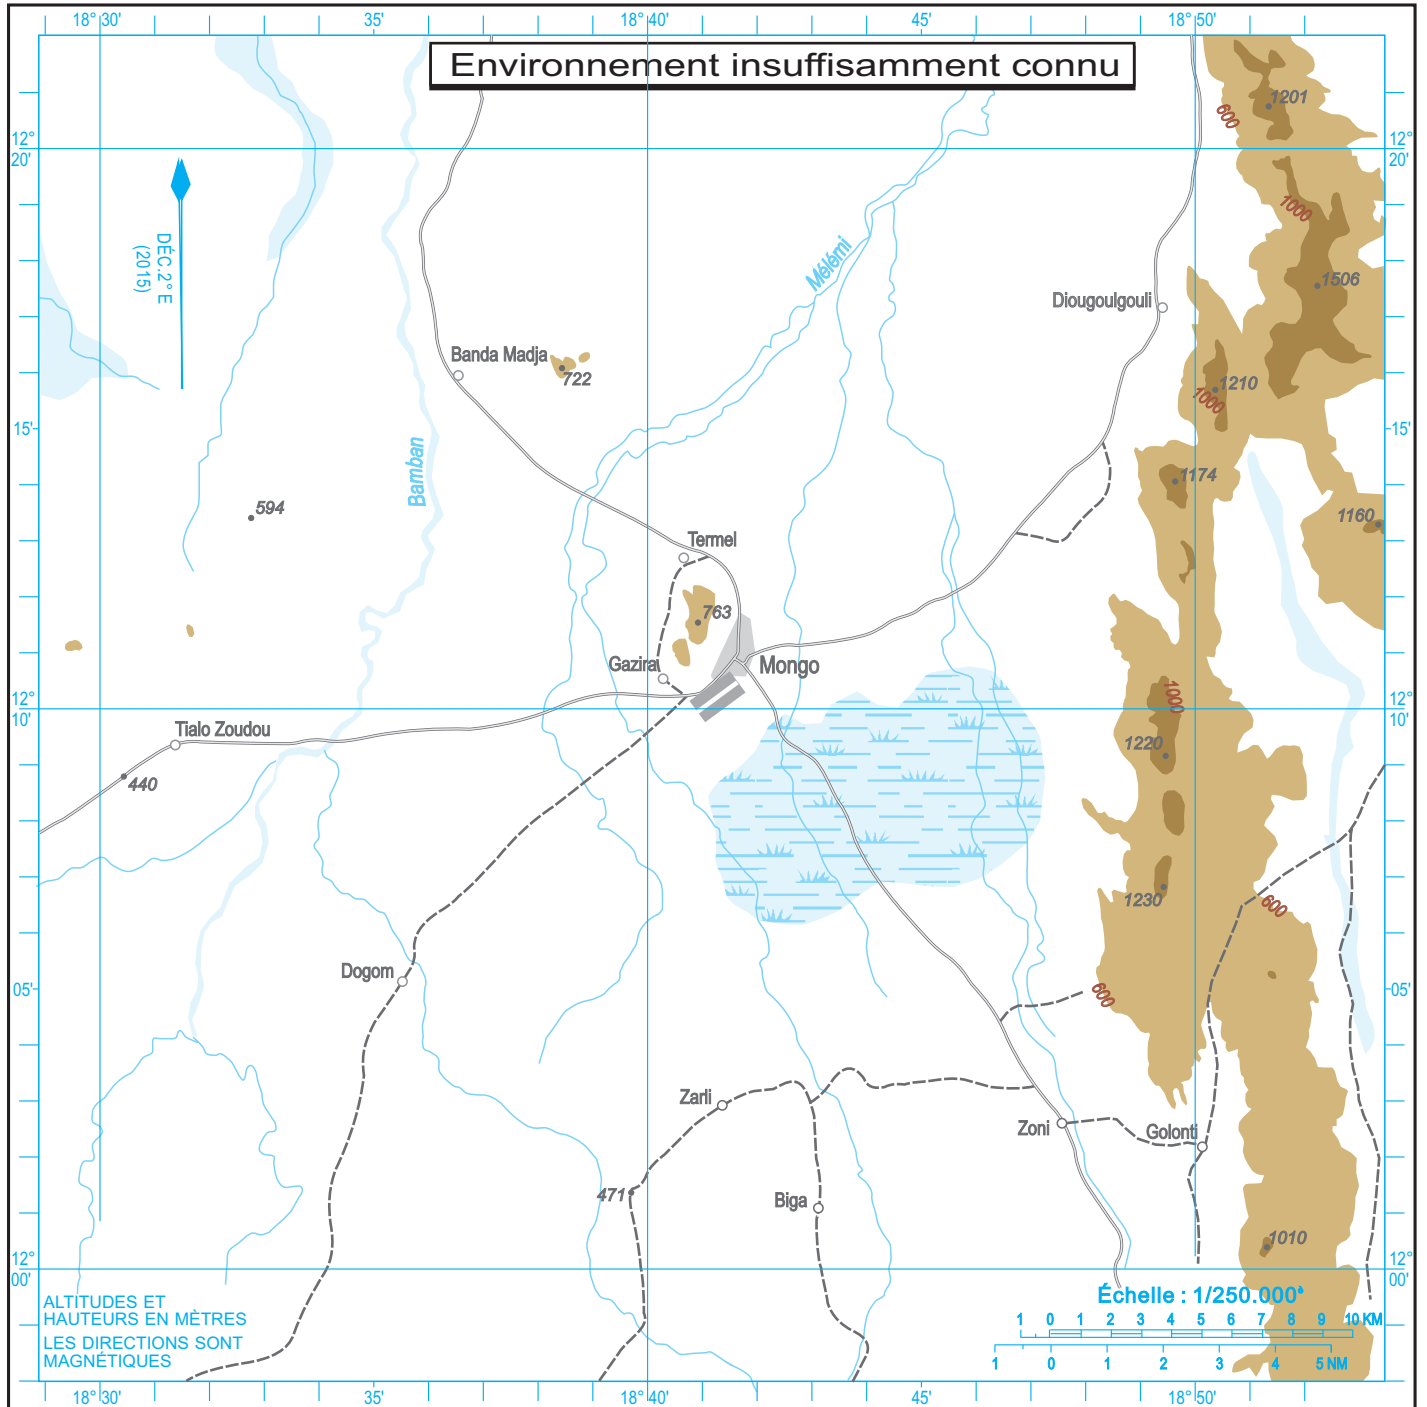 18° 30'
35'
18° 40'
45'
18° 50'
Environnement insuffisamment connu
1201
600
12°
20'
12°
20'
DÉC.2° E
(2015)
1000
Mélémi
1506
Diougoulgouli
Banda Madja
722
1210
1000
15'
15'
Bamban
1174
594
1160
Termel
763
Gazira
Mongo
1000
12°
10'
12°
10'
Tialo Zoudou
1220
440
1230
600
Dogom
05'
05'
600
Zarli
Zoni
Golonti
471
Biga
1010
12°
00'
12°
00'
ALTITUDES ET
HAUTEURS EN MÈTRES
LES DIRECTIONS SONT
MAGNÉTIQUES
Échelle : 1/250.000
1 0 1 2 3 4 5 6 7 8 9 10 KM
1 0 1 2 3 4 5 NM
18° 30'
35'
18° 40'
45'
18° 50'